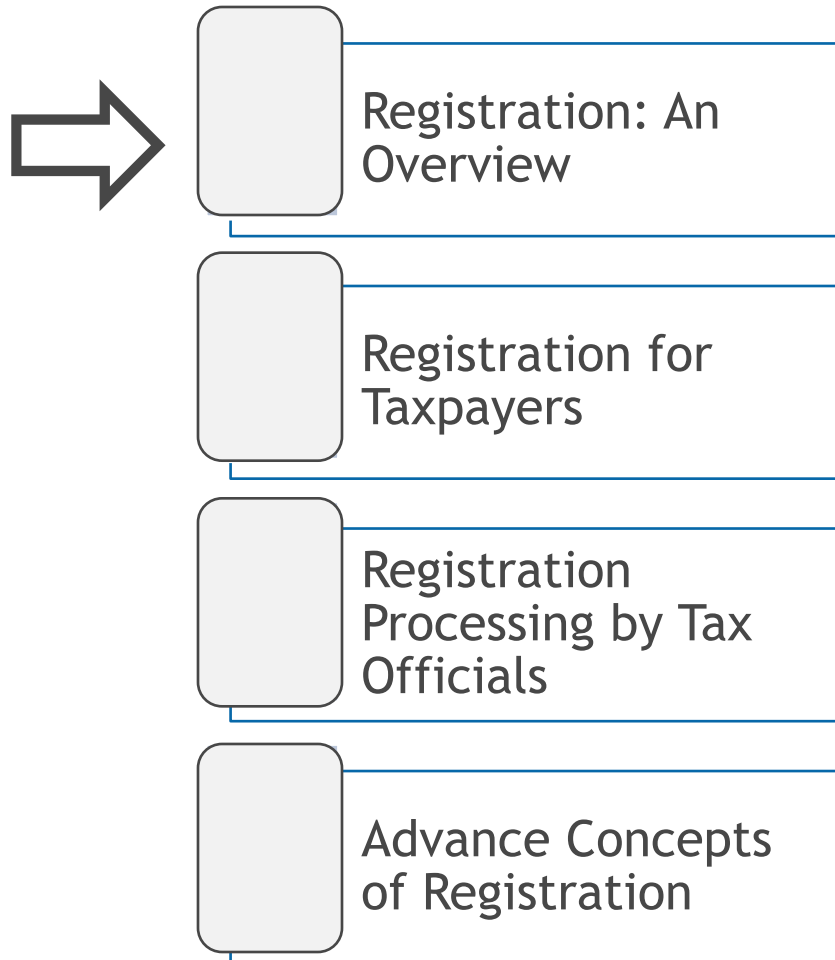 Registration: An
Overview
Registration for
Taxpayers
Registration
Processing by Tax
Officials
Advance Concepts
of Registration